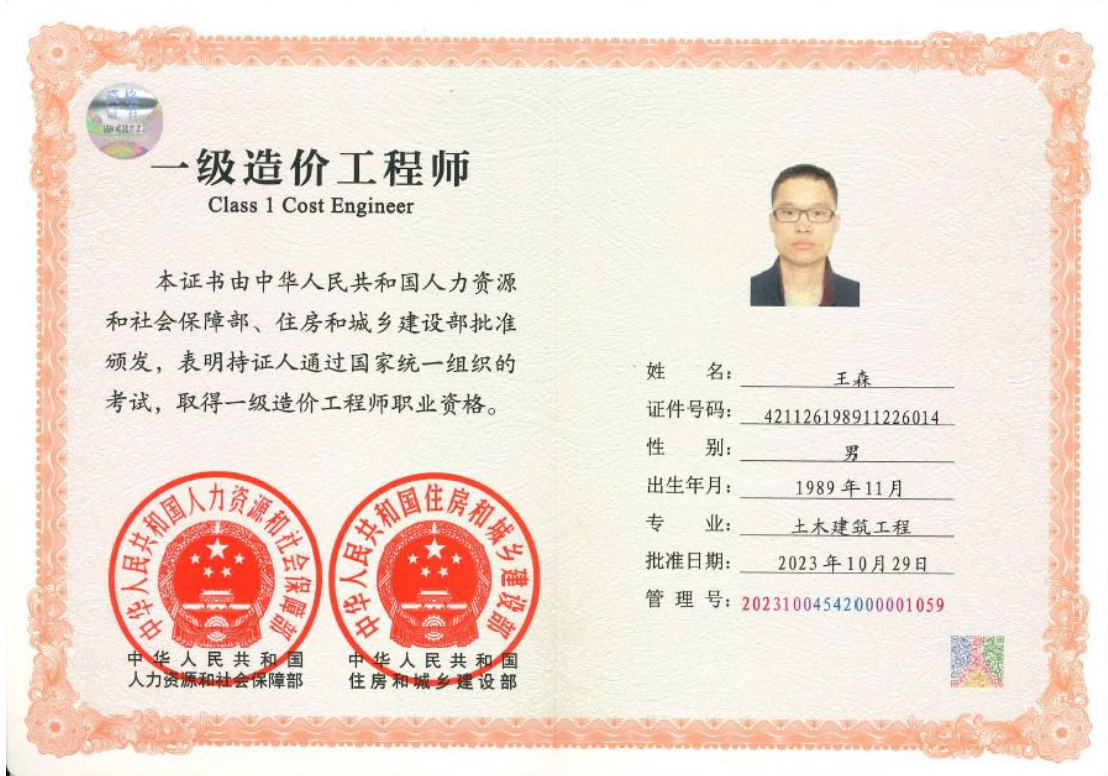 一级造价工程师
Class 1 Cost Engineer
本证书由中华人民共和国人力资源
和社会保障部、住房和城乡建设部批准
颁发，表明持证人通过国家统一组织的
考试，取得一级造价工程师职业资格。
中华人民共和国人力资源和社会保障部
中华人民共和国住房和城乡建设部
中华人民共和国
人力资源和社会保障部
中华人民共和国
住房和城乡建设部
姓 名：王森
证件号码：421126198911226014
性 别：男
出生年月：1989年11月
专 业：土木建筑工程
批准日期：2023年10月29日
管 理 号：20231004542000001059